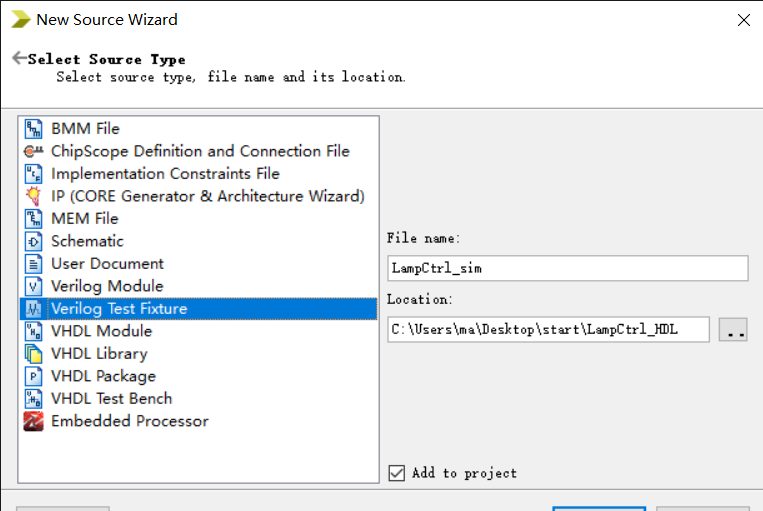 New Source Wizard
Select Source Type
Select source type, file name and its location.
BMM File
ChipScope Definition and Connection File
Implementation Constraints File
IP (CORE Generator & Architecture Wizard)
MEM File
Schematic
User Document
Verilog Module
Verilog Test Fixture
VHDL Module
VHDL Library
VHDL Package
VHDL Test Bench
Embedded Processor
File name:
LampCtrl_sim
Location:
C:\Users\ma\Desktop\start\LampCtrl_HDL
..
Add to project